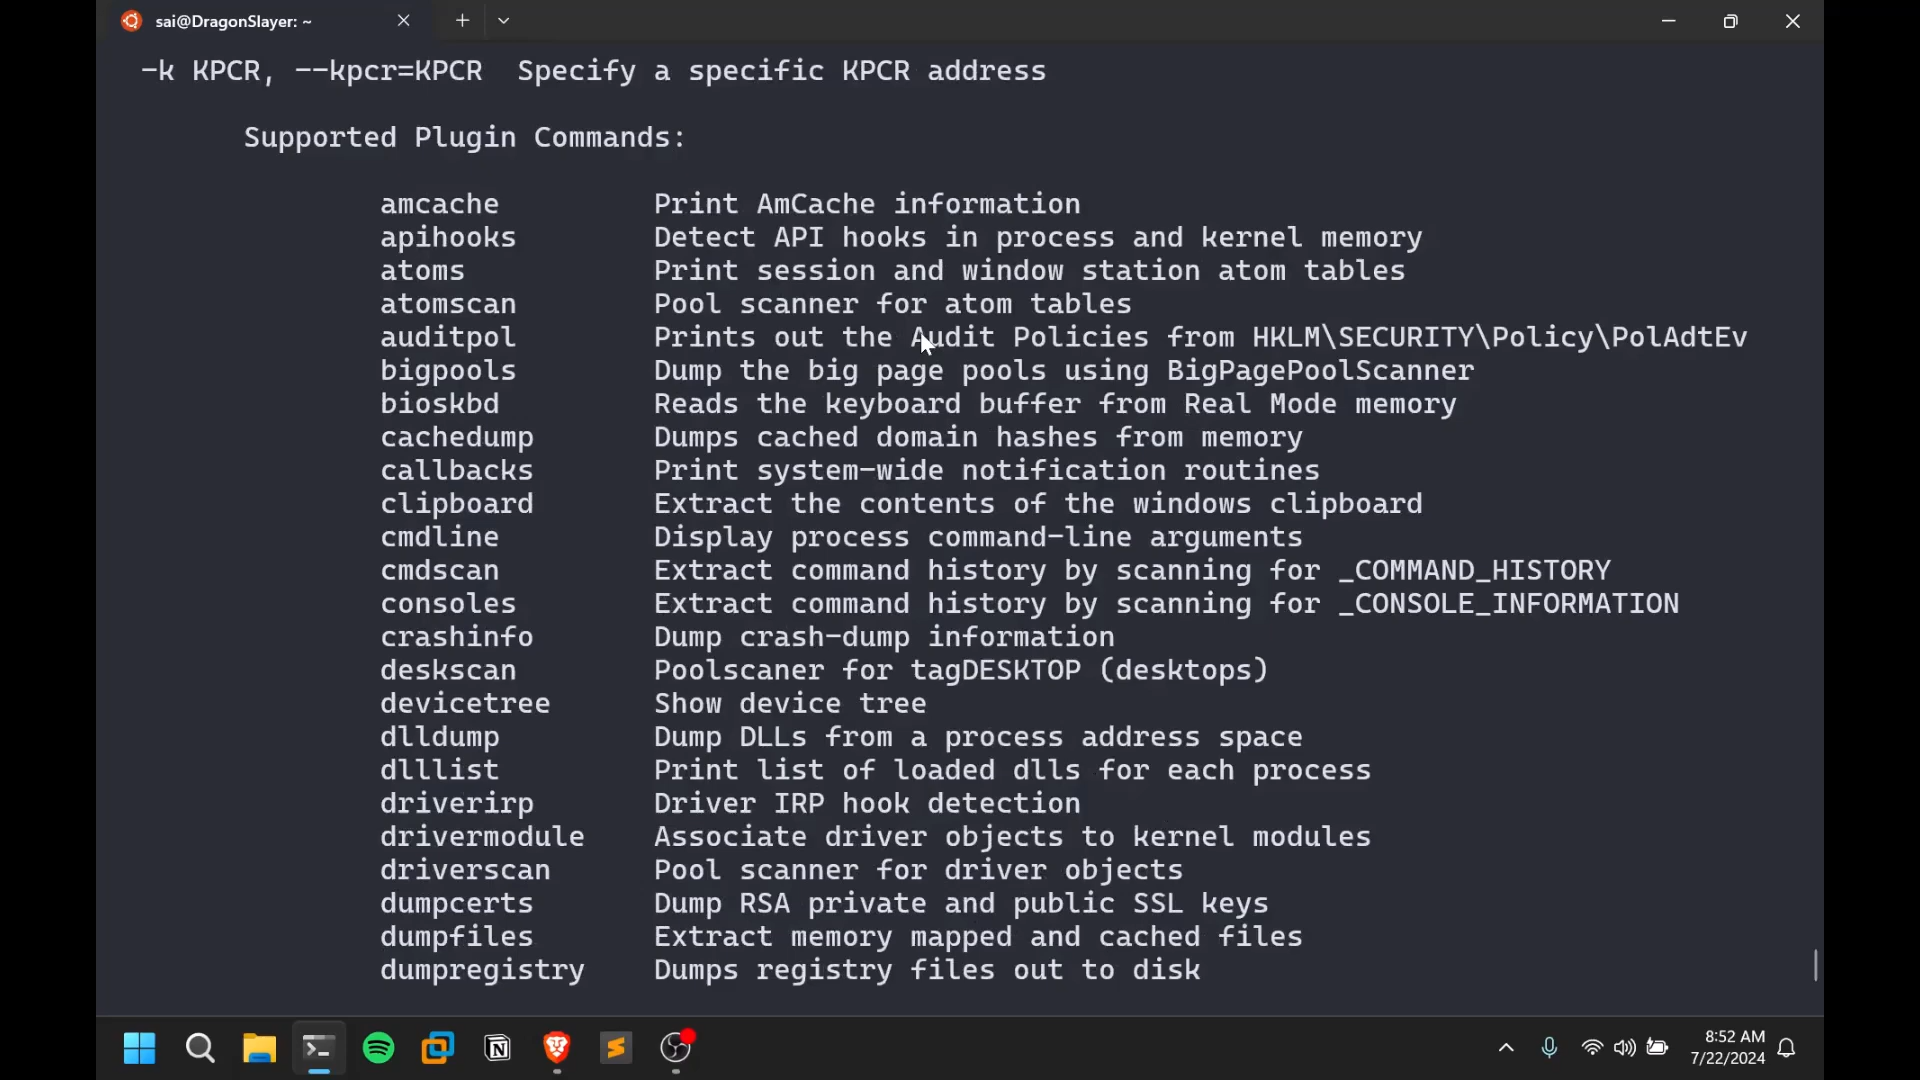 sai@DragonSlayer: ~
-k KPCR, --kpcr=KPCR  Specify a specific KPCR address
Supported Plugin Commands:
amcache         Print AmCache information
apihooks        Detect API hooks in process and kernel memory
atoms           Print session and window station atom tables
atomscan        Pool scanner for atom tables
auditpol        Prints out the Audit Policies from HKLM\SECURITY\Policy\PolAdtEv
bigpools        Dump the big page pools using BigPagePoolScanner
bioskbd         Reads the keyboard buffer from Real Mode memory
cachedump       Dumps cached domain hashes from memory
callbacks       Print system-wide notification routines
clipboard       Extract the contents of the windows clipboard
cmdline         Display process command-line arguments
cmdscan         Extract command history by scanning for _COMMAND_HISTORY
consoles        Extract command history by scanning for _CONSOLE_INFORMATION
crashinfo       Dump crash-dump information
deskscan        Poolscaner for tagDESKTOP (desktops)
devicetree      Show device tree
dlldump         Dump DLLs from a process address space
dlllist         Print list of loaded dlls for each process
driverirp       Driver IRP hook detection
drivermodule    Associate driver objects to kernel modules
driverscan      Pool scanner for driver objects
dumpcerts       Dump RSA private and public SSL keys
dumpfiles       Extract memory mapped and cached files
dumpregistry    Dumps registry files out to disk
8:52 AM
7/22/2024